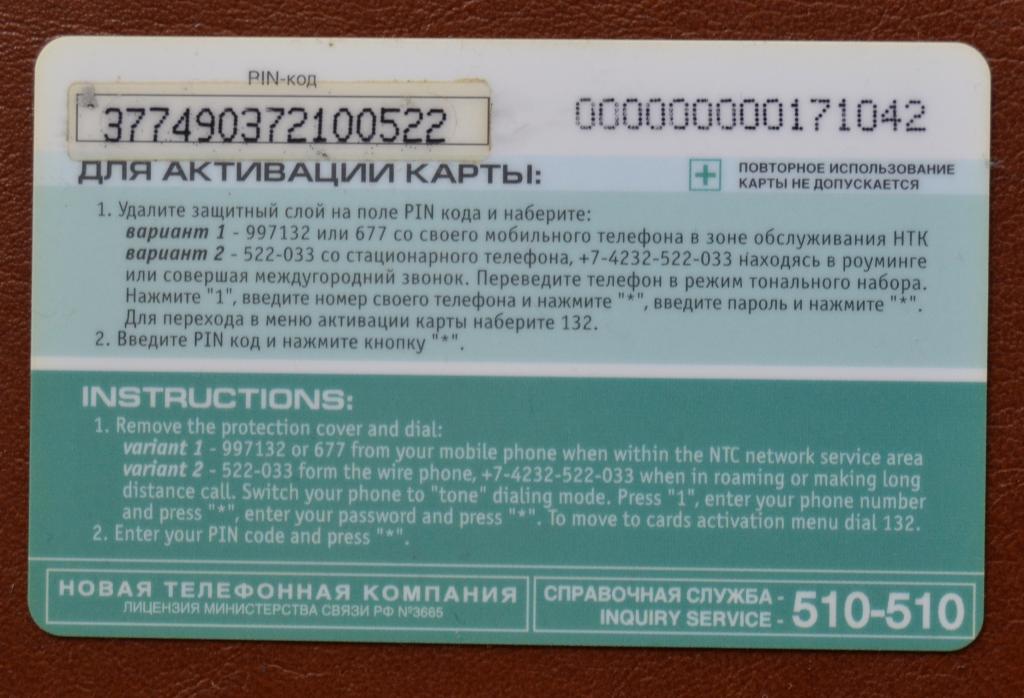 PIN-код
377490372100522
000000000171042
ДЛЯ АКТИВАЦИИ КАРТЫ:
ПОВТОРНОЕ ИСПОЛЬЗОВАНИЕ
КАРТЫ НЕ ДОПУСКАЕТСЯ
1. Удалите защитный слой на поле PIN кода и наберите:
вариант 1 - 997132 или 677 со своего мобильного телефона в зоне обслуживания НТК
вариант 2 - 522-033 со стационарного телефона, +7-4232-522-033 находясь в роуминге
или совершая междугородний звонок. Переведите телефон в режим тонального набора.
Нажмите "1", введите номер своего телефона и нажмите "*", введите пароль и нажмите "*".
Для перехода в меню активации карты наберите 132.
2. Введите PIN код и нажмите кнопку "*".
INSTRUCTIONS:
1. Remove the protection cover and dial:
variant 1 - 997132 or 677 from your mobile phone when within the NTC network service area
variant 2 - 522-033 form the wire phone, +7-4232-522-033 when in roaming or making long
distance call. Switch your phone to "tone" dialing mode. Press "1", enter your phone number
and press "*", enter your password and press "*". To move to cards activation menu dial 132.
2. Enter your PIN code and press "*".
НОВАЯ ТЕЛЕФОННАЯ КОМПАНИЯ
ЛИЦЕНЗИЯ МИНИСТЕРСТВА СВЯЗИ РФ №3665
СПРАВОЧНАЯ СЛУЖБА -
INQUIRY SERVICE - 510-510